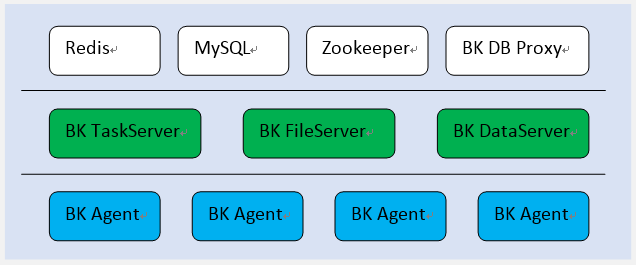 Redis
MySQL
Zookeeper
BK DB Proxy
BK TaskServer
BK FileServer
BK DataServer
BK Agent
BK Agent
BK Agent
BK Agent